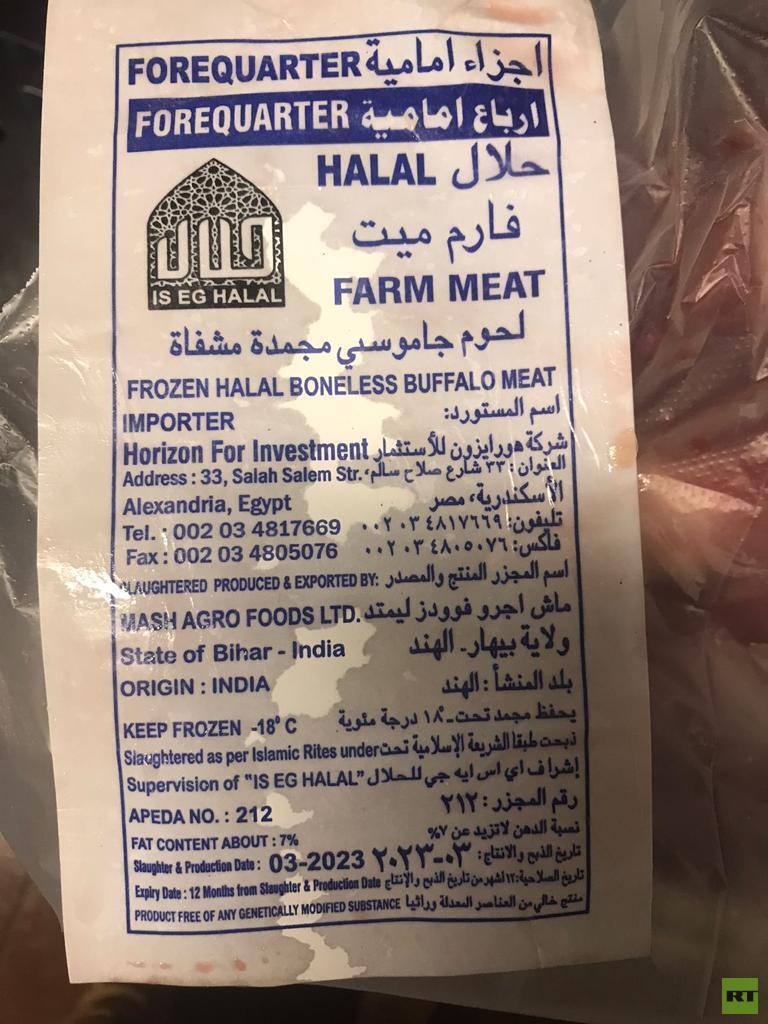 FOREQUARTER اجزاء امامية
FOREQUARTER ارباع امامية
HALAL حلال
حلال
IS EG HALAL
فارم ميت
FARM MEAT
لحوم جاموسي مجمدة مشفاة
FROZEN HALAL BONELESS BUFFALO MEAT
IMPORTER اسم المستورد:
Horizon For Investment شركة هورايزون للأستثمار
Address : 33, Salah Salem Str. العنوان : ٣٣ شارع صلاح سالم،
Alexandria, Egypt الأسكندرية، مصر
Tel. : 002 03 4817669 تليفون: ٠٠٢ ٠٣ ٤٨١٧٦٦٩
Fax : 002 03 4805076 فاكس: ٠٠٢ ٠٣ ٤٨٠٥٠٧٦
SLAUGHTERED PRODUCED & EXPORTED BY: اسم المجزر المنتج والمصدر
MASH AGRO FOODS LTD. ماش اجرو فوودز ليمتد
State of Bihar - India ولاية بيهار- الهند
ORIGIN : INDIA بلد المنشأ : الهند
KEEP FROZEN -18° C يحفظ مجمد تحت -١٨ درجة مئوية
Slaughtered as per Islamic Rites under ذبحت طبقا الشريعة الإسلامية تحت
Supervision of "IS EG HALAL" إشراف اي اس ايه جي للحلال
APEDA NO. : 212 رقم المجزر : ٢١٢
FAT CONTENT ABOUT : 7% نسبة الدهن لاتزيد عن ٧%
Slaughter & Production Date : 03-2023 تاريخ الذبح والانتاج: ٠٣-٢٠٢٣
Expiry Date : 12 Months from Slaughter & Production Date تاريخ الصلاحية: ١٢ اشهر من تاريخ الذبح والإنتاج
PRODUCT FREE OF ANY GENETICALLY MODIFIED SUBSTANCE منتج خالي من العناصر المعدلة وراثيا
RT